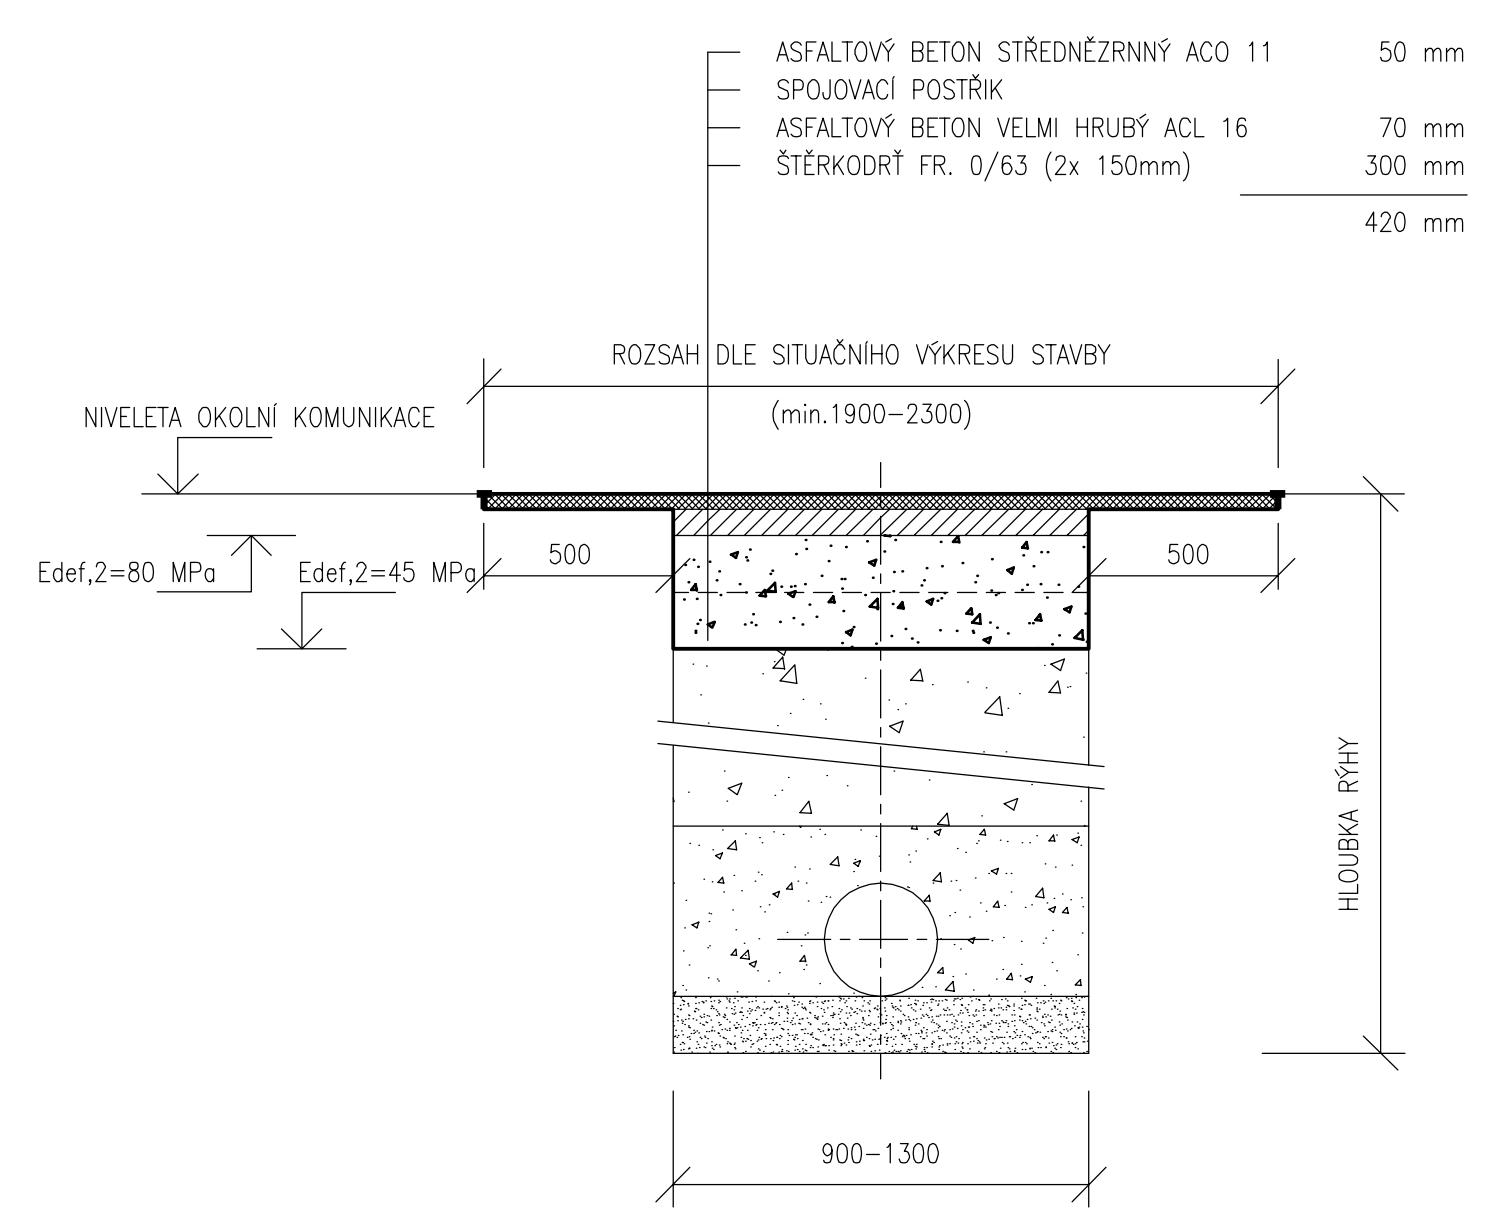 ASFALTOVÝ BETON STŘEDNĚZRNNÝ ACO 11 50 mm
SPOJOVACÍ POSTŘIK
ASFALTOVÝ BETON VELMI HRUBÝ ACL 16 70 mm
ŠTĚRKODRŤ FR. 0/63 (2x 150mm) 300 mm
420 mm
ROZSAH DLE SITUAČNÍHO VÝKRESU STAVBY
(min.1900-2300)
NIVELETA OKOLNÍ KOMUNIKACE
Edef,2=80 MPa
Edef,2=45 MPa
500
500
HLOUBKA RÝHY
900-1300